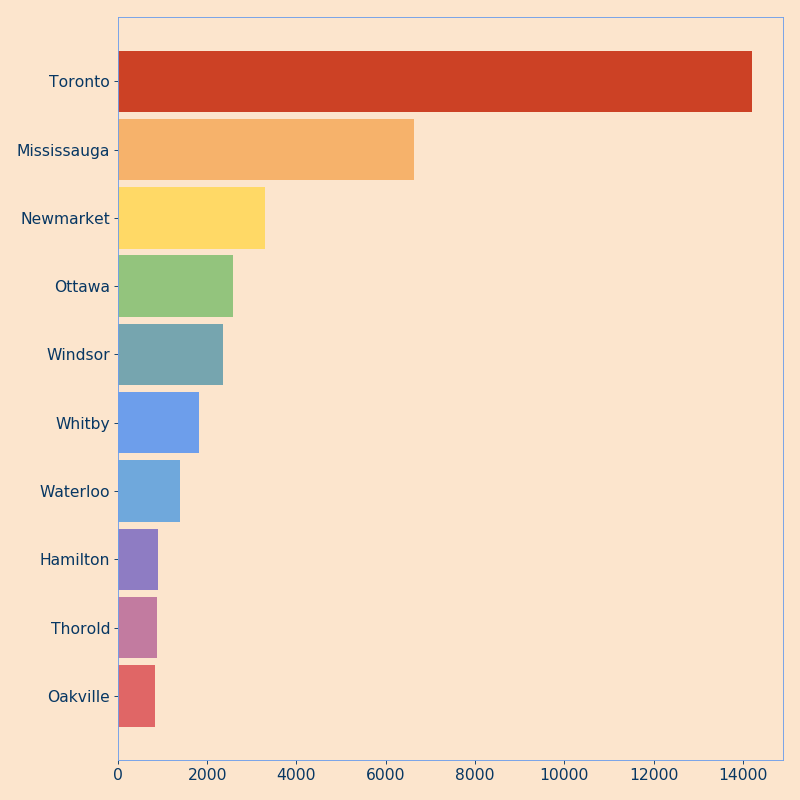 Toronto
Mississauga
Newmarket
Ottawa
Windsor
Whitby
Waterloo
Hamilton
Thorold
Oakville
0 2000 4000 6000 8000 10000 12000 14000